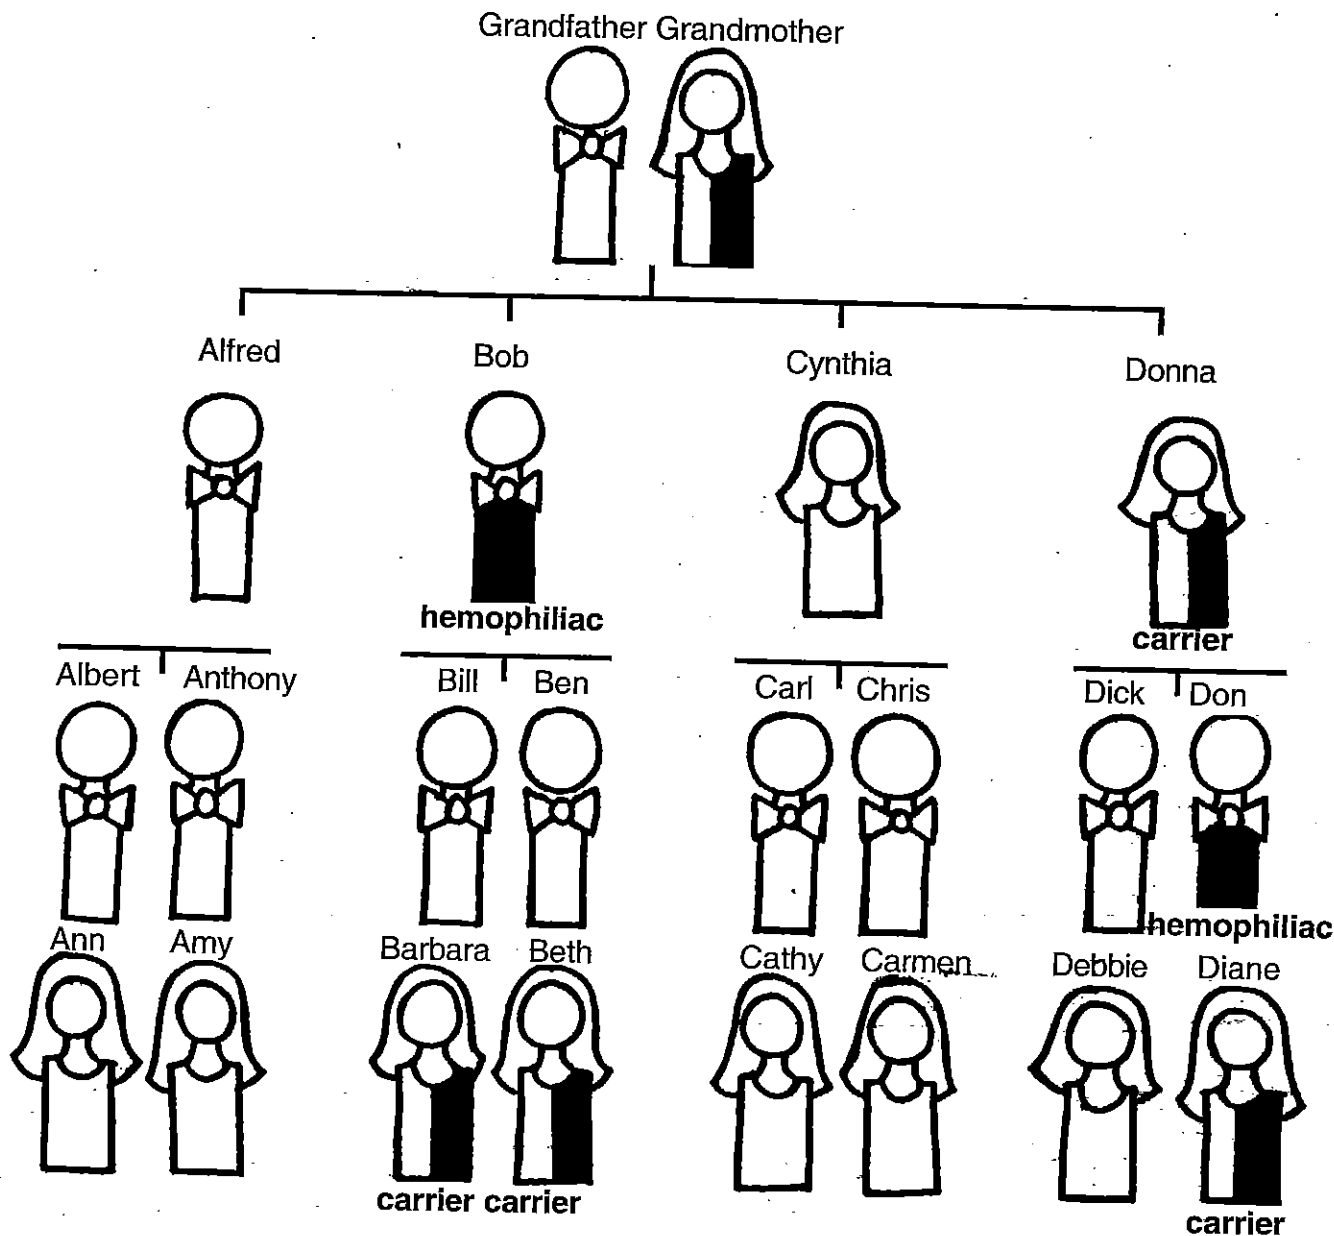 Grandfather Grandmother
Alfred Bob Cynthia Donna
hemophiliac
carrier
Albert Anthony Bill Ben Carl Chris Dick Don
hemophiliac
Ann Amy Barbara Beth Cathy Carmen Debbie Diane
carrier carrier
carrier